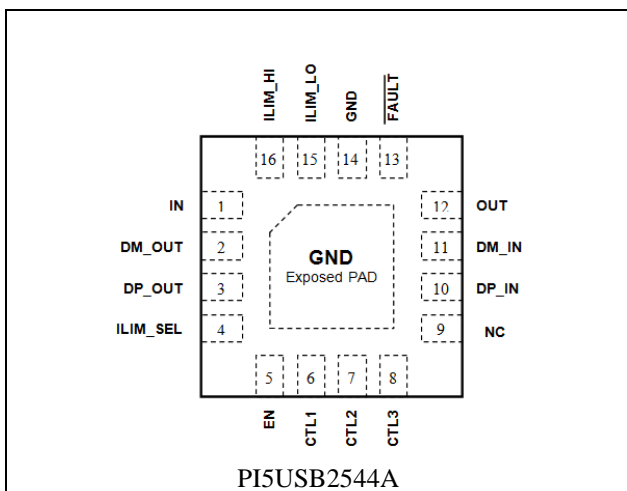 ILIM_HI
ILIM_LO
GND
FAULT
16
15
14
13
IN
1
12
OUT
DM_OUT
2
11
DM_IN
GND
Exposed PAD
DP_OUT
3
10
DP_IN
ILIM_SEL
4
9
NC
5
6
7
8
EN
CTL1
CTL2
CTL3
PI5USB2544A